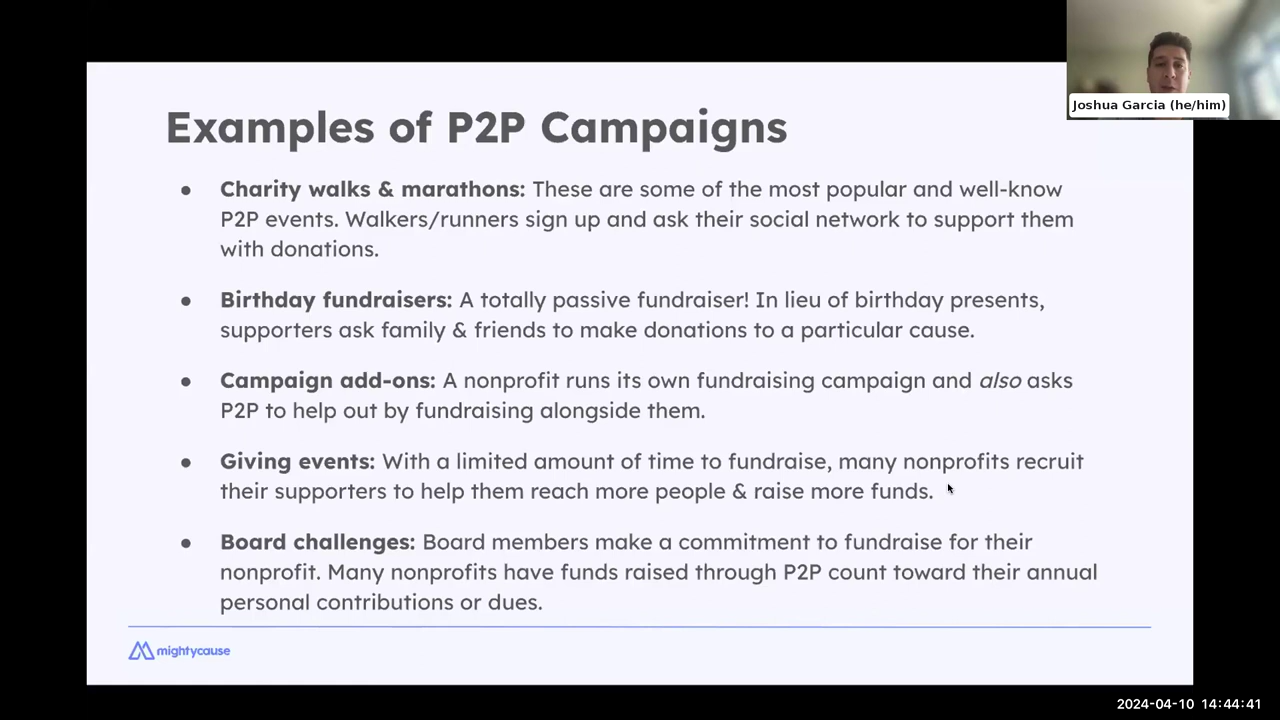 Joshua Garcia (he/him)
Examples of P2P Campaigns
● Charity walks & marathons: These are some of the most popular and well-know
P2P events. Walkers/runners sign up and ask their social network to support them
with donations.
● Birthday fundraisers: A totally passive fundraiser! In lieu of birthday presents,
supporters ask family & friends to make donations to a particular cause.
● Campaign add-ons: A nonprofit runs its own fundraising campaign and also asks
P2P to help out by fundraising alongside them.
● Giving events: With a limited amount of time to fundraise, many nonprofits recruit
their supporters to help them reach more people & raise more funds.
● Board challenges: Board members make a commitment to fundraise for their
nonprofit. Many nonprofits have funds raised through P2P count toward their annual
personal contributions or dues.
mightycause
2024-04-10 14:44:41